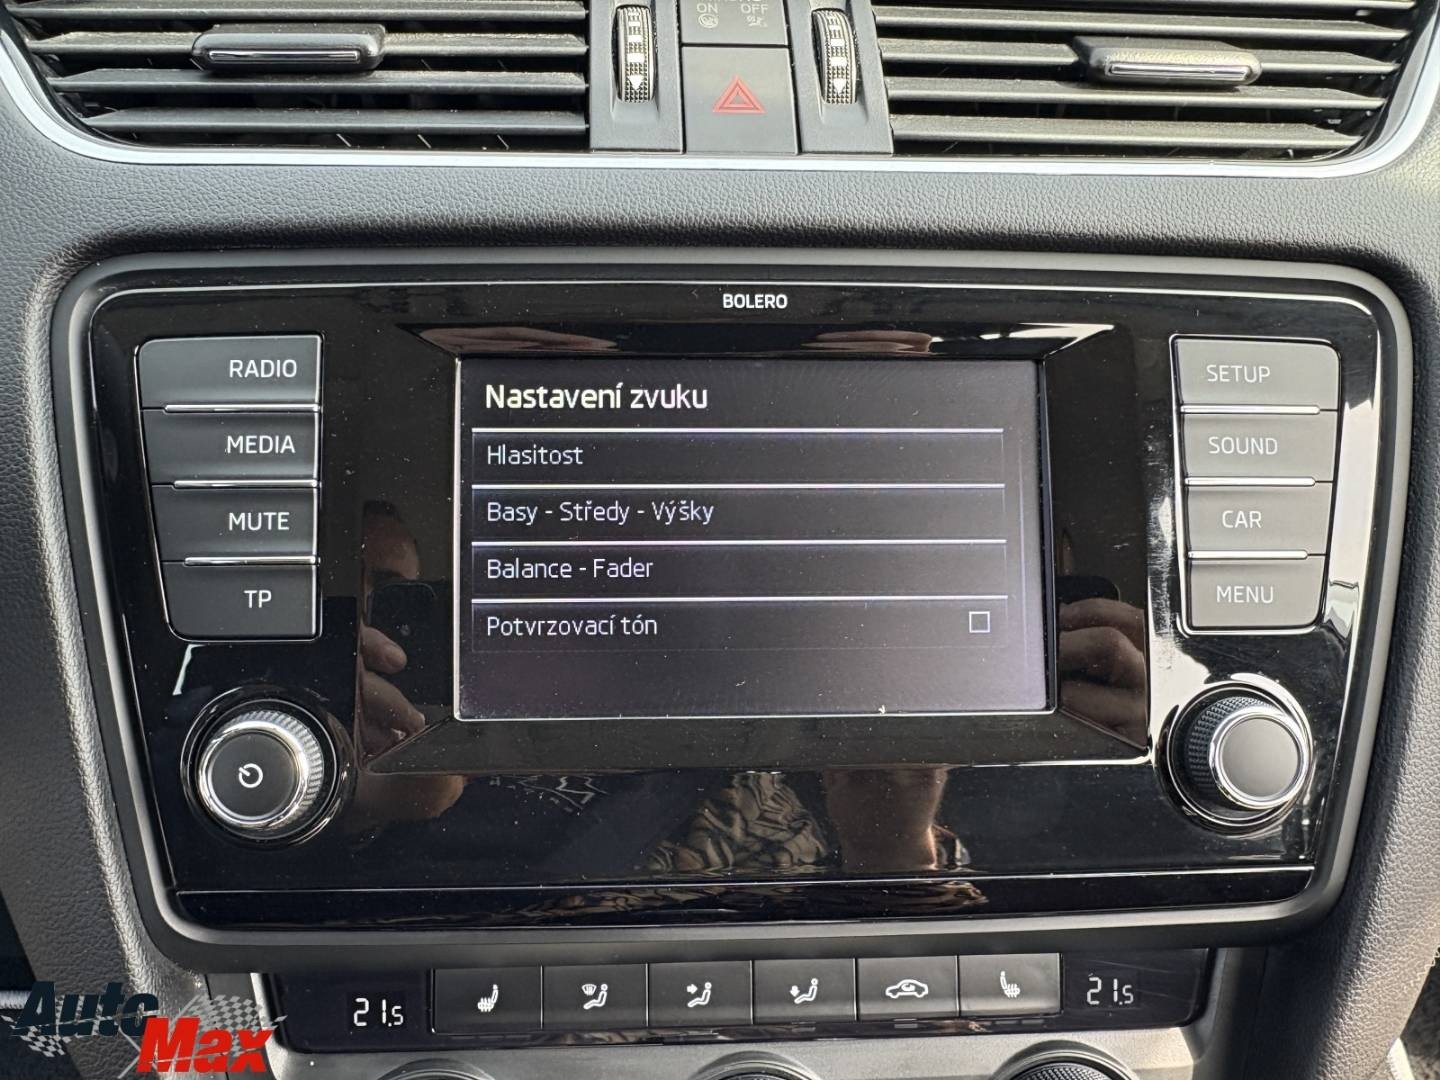 ON OFF
BOLERO
RADIO
MEDIA
MUTE
TP
Nastavení zvuku
Hlasitost
Basy - Středy - Výšky
Balance - Fader
Potvrzovací tón
SETUP
SOUND
CAR
MENU
21.5
21.5
Auto
Max